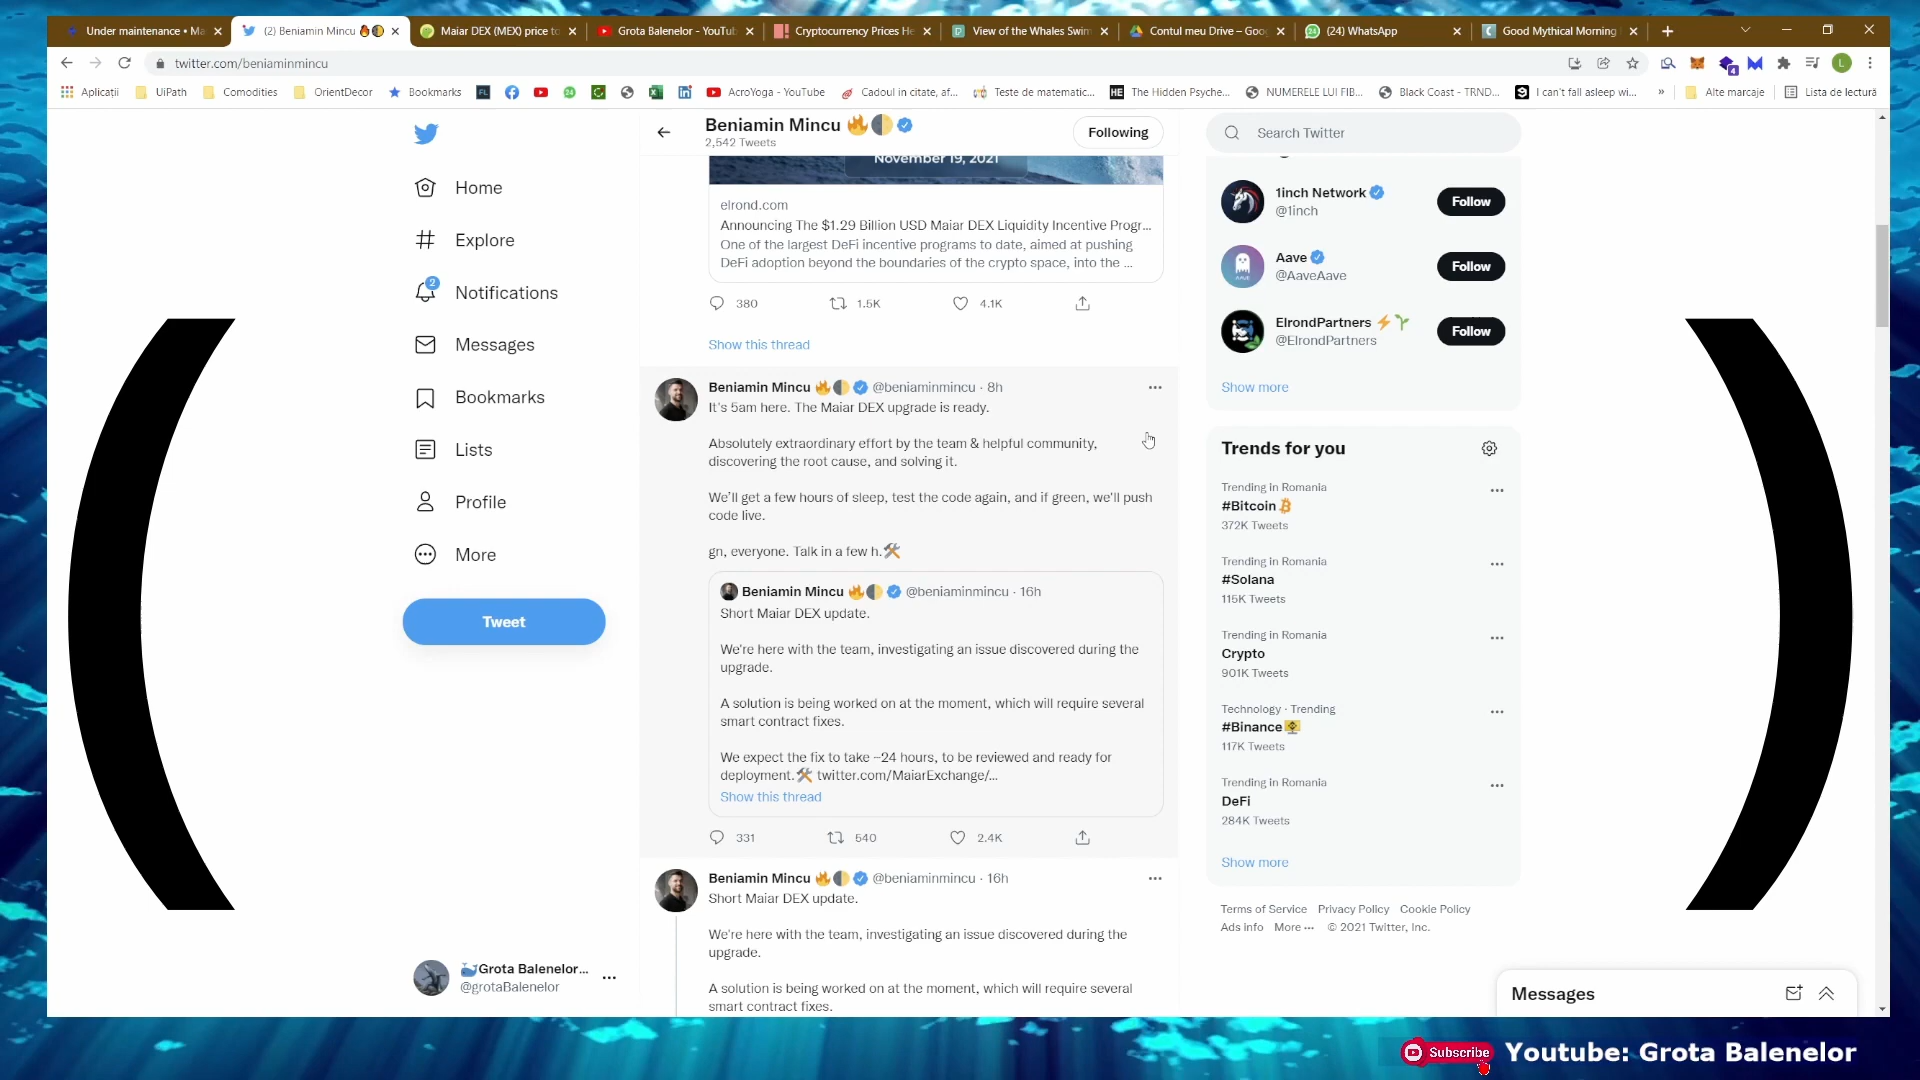 Under maintenance • Ma
(2) Beniamin Mincu
Maiar DEX (MEX) price to
Grota Balenelor - YouTub
Cryptocurrency Prices He
View of the Whales Swim
Contul meu Drive – Goo
(24) WhatsApp
Good Mythical Morning
twitter.com/beniaminmincu
4
L
Aplicații
UiPath
Comodities
OrientDecor
Bookmarks
FL
AcroYoga - YouTube
Cadoul in citate, af...
Teste de matematic...
HE
The Hidden Psyche...
NUMERELE LUI FIB...
Black Coast - TRND...
I can't fall asleep wi...
»
Alte marcaje
Lista de lectură
Home
Explore
2
Notifications
Messages
Bookmarks
Lists
Profile
More
Tweet
🐳Grota Balenelor...
@grotaBalenelor
Beniamin Mincu 🔥🌓
2,542 Tweets
Following
November 19, 2021
elrond.com
Announcing The $1.29 Billion USD Maiar DEX Liquidity Incentive Progr...
One of the largest DeFi incentive programs to date, aimed at pushing
DeFi adoption beyond the boundaries of the crypto space, into the ...
380 1.5K 4.1K
Show this thread
Beniamin Mincu 🔥🌓 @beniaminmincu · 8h
It's 5am here. The Maiar DEX upgrade is ready.
Absolutely extraordinary effort by the team & helpful community,
discovering the root cause, and solving it.
We'll get a few hours of sleep, test the code again, and if green, we'll push
code live.
gn, everyone. Talk in a few h.🛠️
Beniamin Mincu 🔥🌓 @beniaminmincu · 16h
Short Maiar DEX update.
We're here with the team, investigating an issue discovered during the
upgrade.
A solution is being worked on at the moment, which will require several
smart contract fixes.
We expect the fix to take ~24 hours, to be reviewed and ready for
deployment.🛠️ twitter.com/MaiarExchange/...
Show this thread
331 540 2.4K
Beniamin Mincu 🔥🌓 @beniaminmincu · 16h
Short Maiar DEX update.
We're here with the team, investigating an issue discovered during the
upgrade.
A solution is being worked on at the moment, which will require several
smart contract fixes.
Search Twitter
1inch Network
@1inch
Follow
Aave
@AaveAave
Follow
ElrondPartners ⚡🌱
@ElrondPartners
Follow
Show more
Trends for you
Trending in Romania
#Bitcoin
372K Tweets
Trending in Romania
#Solana
115K Tweets
Trending in Romania
Crypto
901K Tweets
Technology · Trending
#Binance
117K Tweets
Trending in Romania
DeFi
284K Tweets
Show more
Terms of Service Privacy Policy Cookie Policy
Ads info More ··· © 2021 Twitter, Inc.
Messages
Subscribe
Youtube: Grota Balenelor